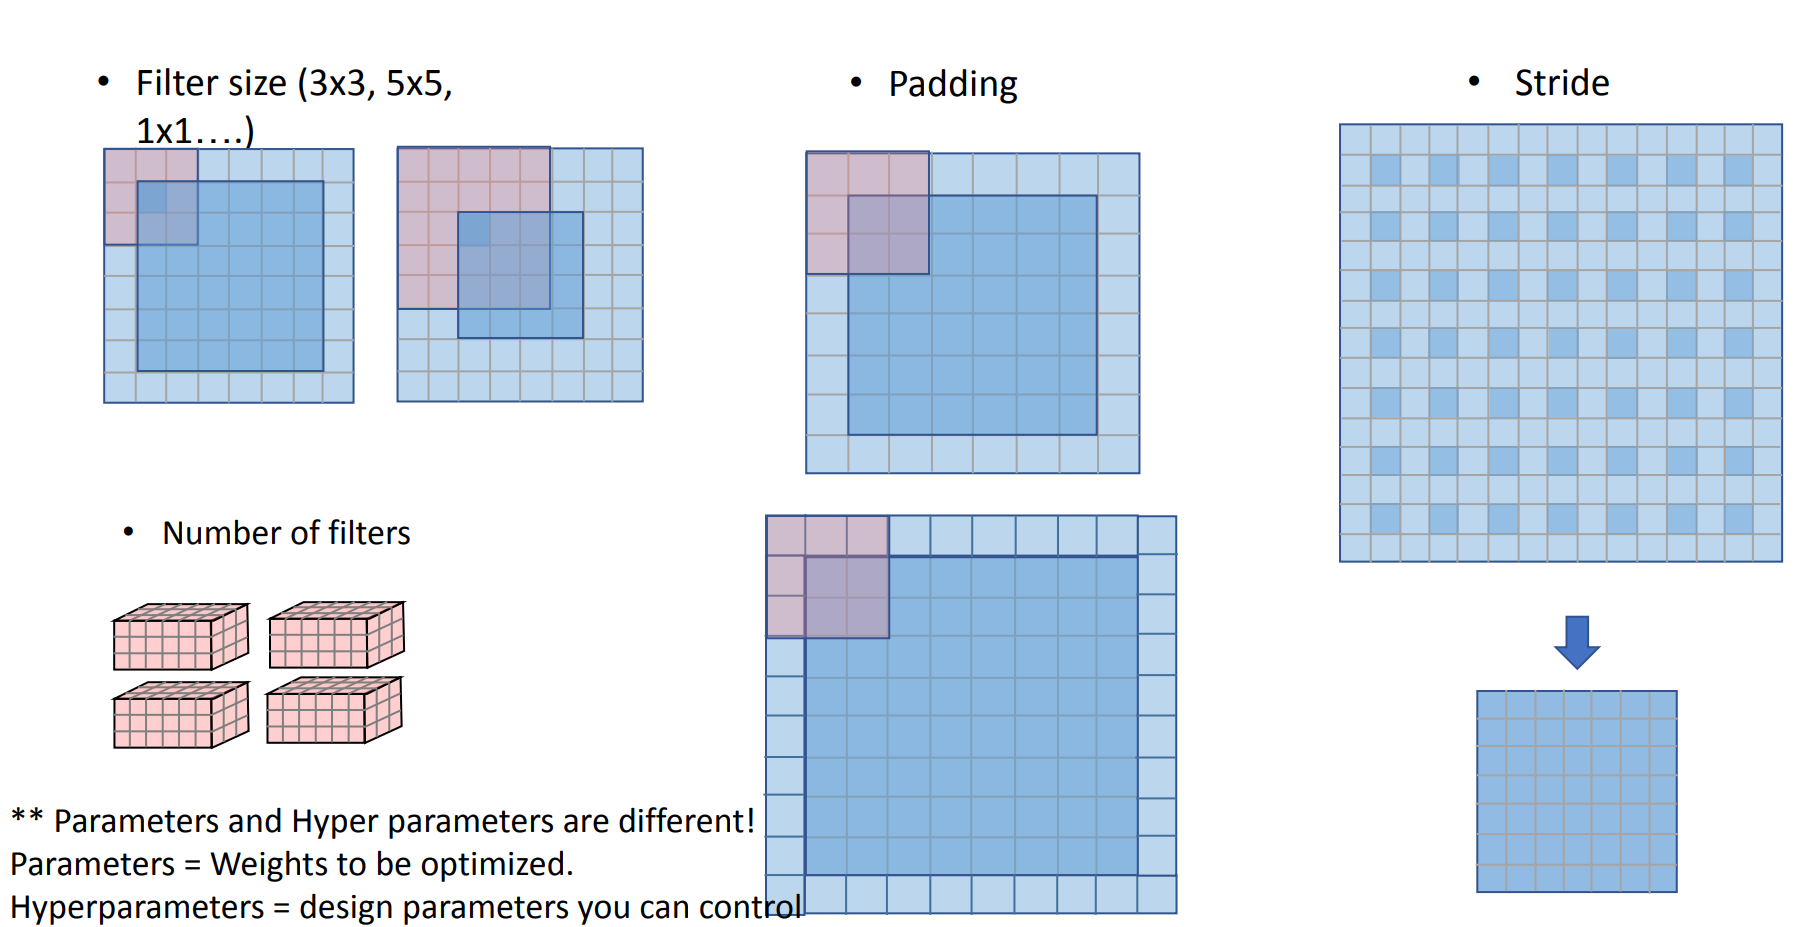 • Filter size (3x3, 5x5,
1x1….)
• Padding
• Stride
• Number of filters
** Parameters and Hyper parameters are different!
Parameters = Weights to be optimized.
Hyperparameters = design parameters you can control